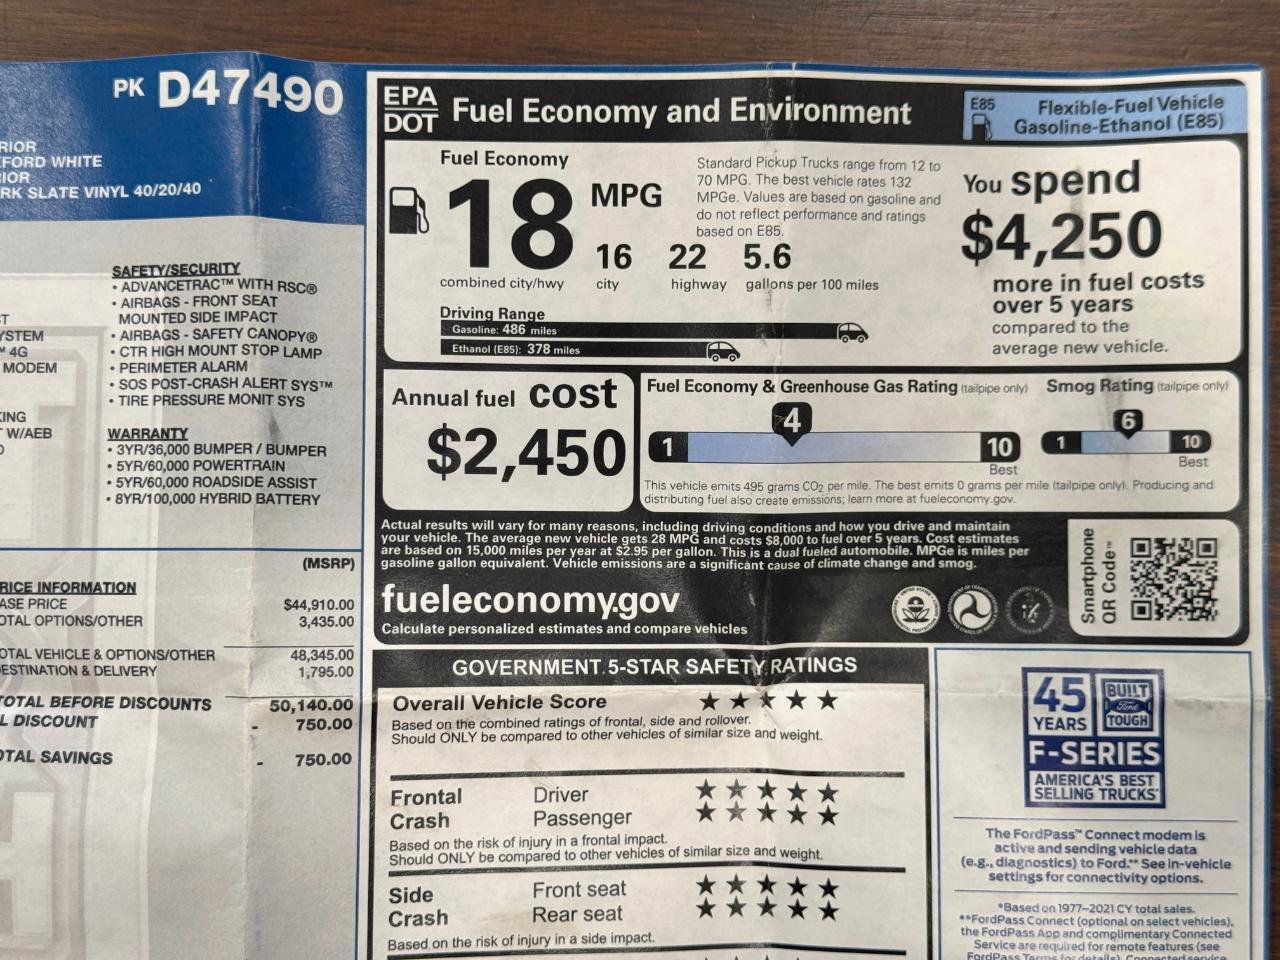 PK D47490
RIOR
FORD WHITE
RIOR
RK SLATE VINYL 40/20/40
SAFETY/SECURITY
• ADVANCETRAC™ WITH RSC®
• AIRBAGS - FRONT SEAT
MOUNTED SIDE IMPACT
• AIRBAGS - SAFETY CANOPY®
• CTR HIGH MOUNT STOP LAMP
• PERIMETER ALARM
• SOS POST-CRASH ALERT SYS™
• TIRE PRESSURE MONIT SYS
YSTEM
™ 4G
MODEM
KING
T W/AEB
WARRANTY
• 3YR/36,000 BUMPER / BUMPER
• 5YR/60,000 POWERTRAIN
• 5YR/60,000 ROADSIDE ASSIST
• 8YR/100,000 HYBRID BATTERY
(MSRP)
RICE INFORMATION
ASE PRICE $44,910.00
OTAL OPTIONS/OTHER 3,435.00
OTAL VEHICLE & OPTIONS/OTHER 48,345.00
ESTINATION & DELIVERY 1,795.00
TOTAL BEFORE DISCOUNTS 50,140.00
L DISCOUNT - 750.00
OTAL SAVINGS - 750.00
EPA
DOT
Fuel Economy and Environment
E85
Flexible-Fuel Vehicle
Gasoline-Ethanol (E85)
Fuel Economy
18 MPG
combined city/hwy
16
city
22
highway
5.6
gallons per 100 miles
Standard Pickup Trucks range from 12 to
70 MPG. The best vehicle rates 132
MPGe. Values are based on gasoline and
do not reflect performance and ratings
based on E85.
Driving Range
Gasoline: 486 miles
Ethanol (E85): 378 miles
You spend
$4,250
more in fuel costs
over 5 years
compared to the
average new vehicle.
Annual fuel cost
$2,450
Fuel Economy & Greenhouse Gas Rating (tailpipe only)
4
1 10
Best
Smog Rating (tailpipe only)
6
1 10
Best
This vehicle emits 495 grams CO2 per mile. The best emits 0 grams per mile (tailpipe only). Producing and
distributing fuel also create emissions; learn more at fueleconomy.gov.
Actual results will vary for many reasons, including driving conditions and how you drive and maintain
your vehicle. The average new vehicle gets 28 MPG and costs $8,000 to fuel over 5 years. Cost estimates
are based on 15,000 miles per year at $2.95 per gallon. This is a dual fueled automobile. MPGe is miles per
gasoline gallon equivalent. Vehicle emissions are a significant cause of climate change and smog.
fueleconomy.gov
Calculate personalized estimates and compare vehicles
Smartphone
QR Code™
GOVERNMENT 5-STAR SAFETY RATINGS
Overall Vehicle Score ★ ★ ★ ★ ★
Based on the combined ratings of frontal, side and rollover.
Should ONLY be compared to other vehicles of similar size and weight.
Frontal Driver ★ ★ ★ ★ ★
Crash Passenger ★ ★ ★ ★ ★
Based on the risk of injury in a frontal impact.
Should ONLY be compared to other vehicles of similar size and weight.
Side Front seat ★ ★ ★ ★ ★
Crash Rear seat ★ ★ ★ ★ ★
Based on the risk of injury in a side impact.
45
YEARS
BUILT
Ford
TOUGH
F-SERIES
AMERICA'S BEST
SELLING TRUCKS*
The FordPass™ Connect modem is
active and sending vehicle data
(e.g., diagnostics) to Ford.** See in-vehicle
settings for connectivity options.
*Based on 1977-2021 CY total sales.
**FordPass Connect (optional on select vehicles),
the FordPass App and complimentary Connected
Service are required for remote features (see
FordPass Terms for details). Connected service